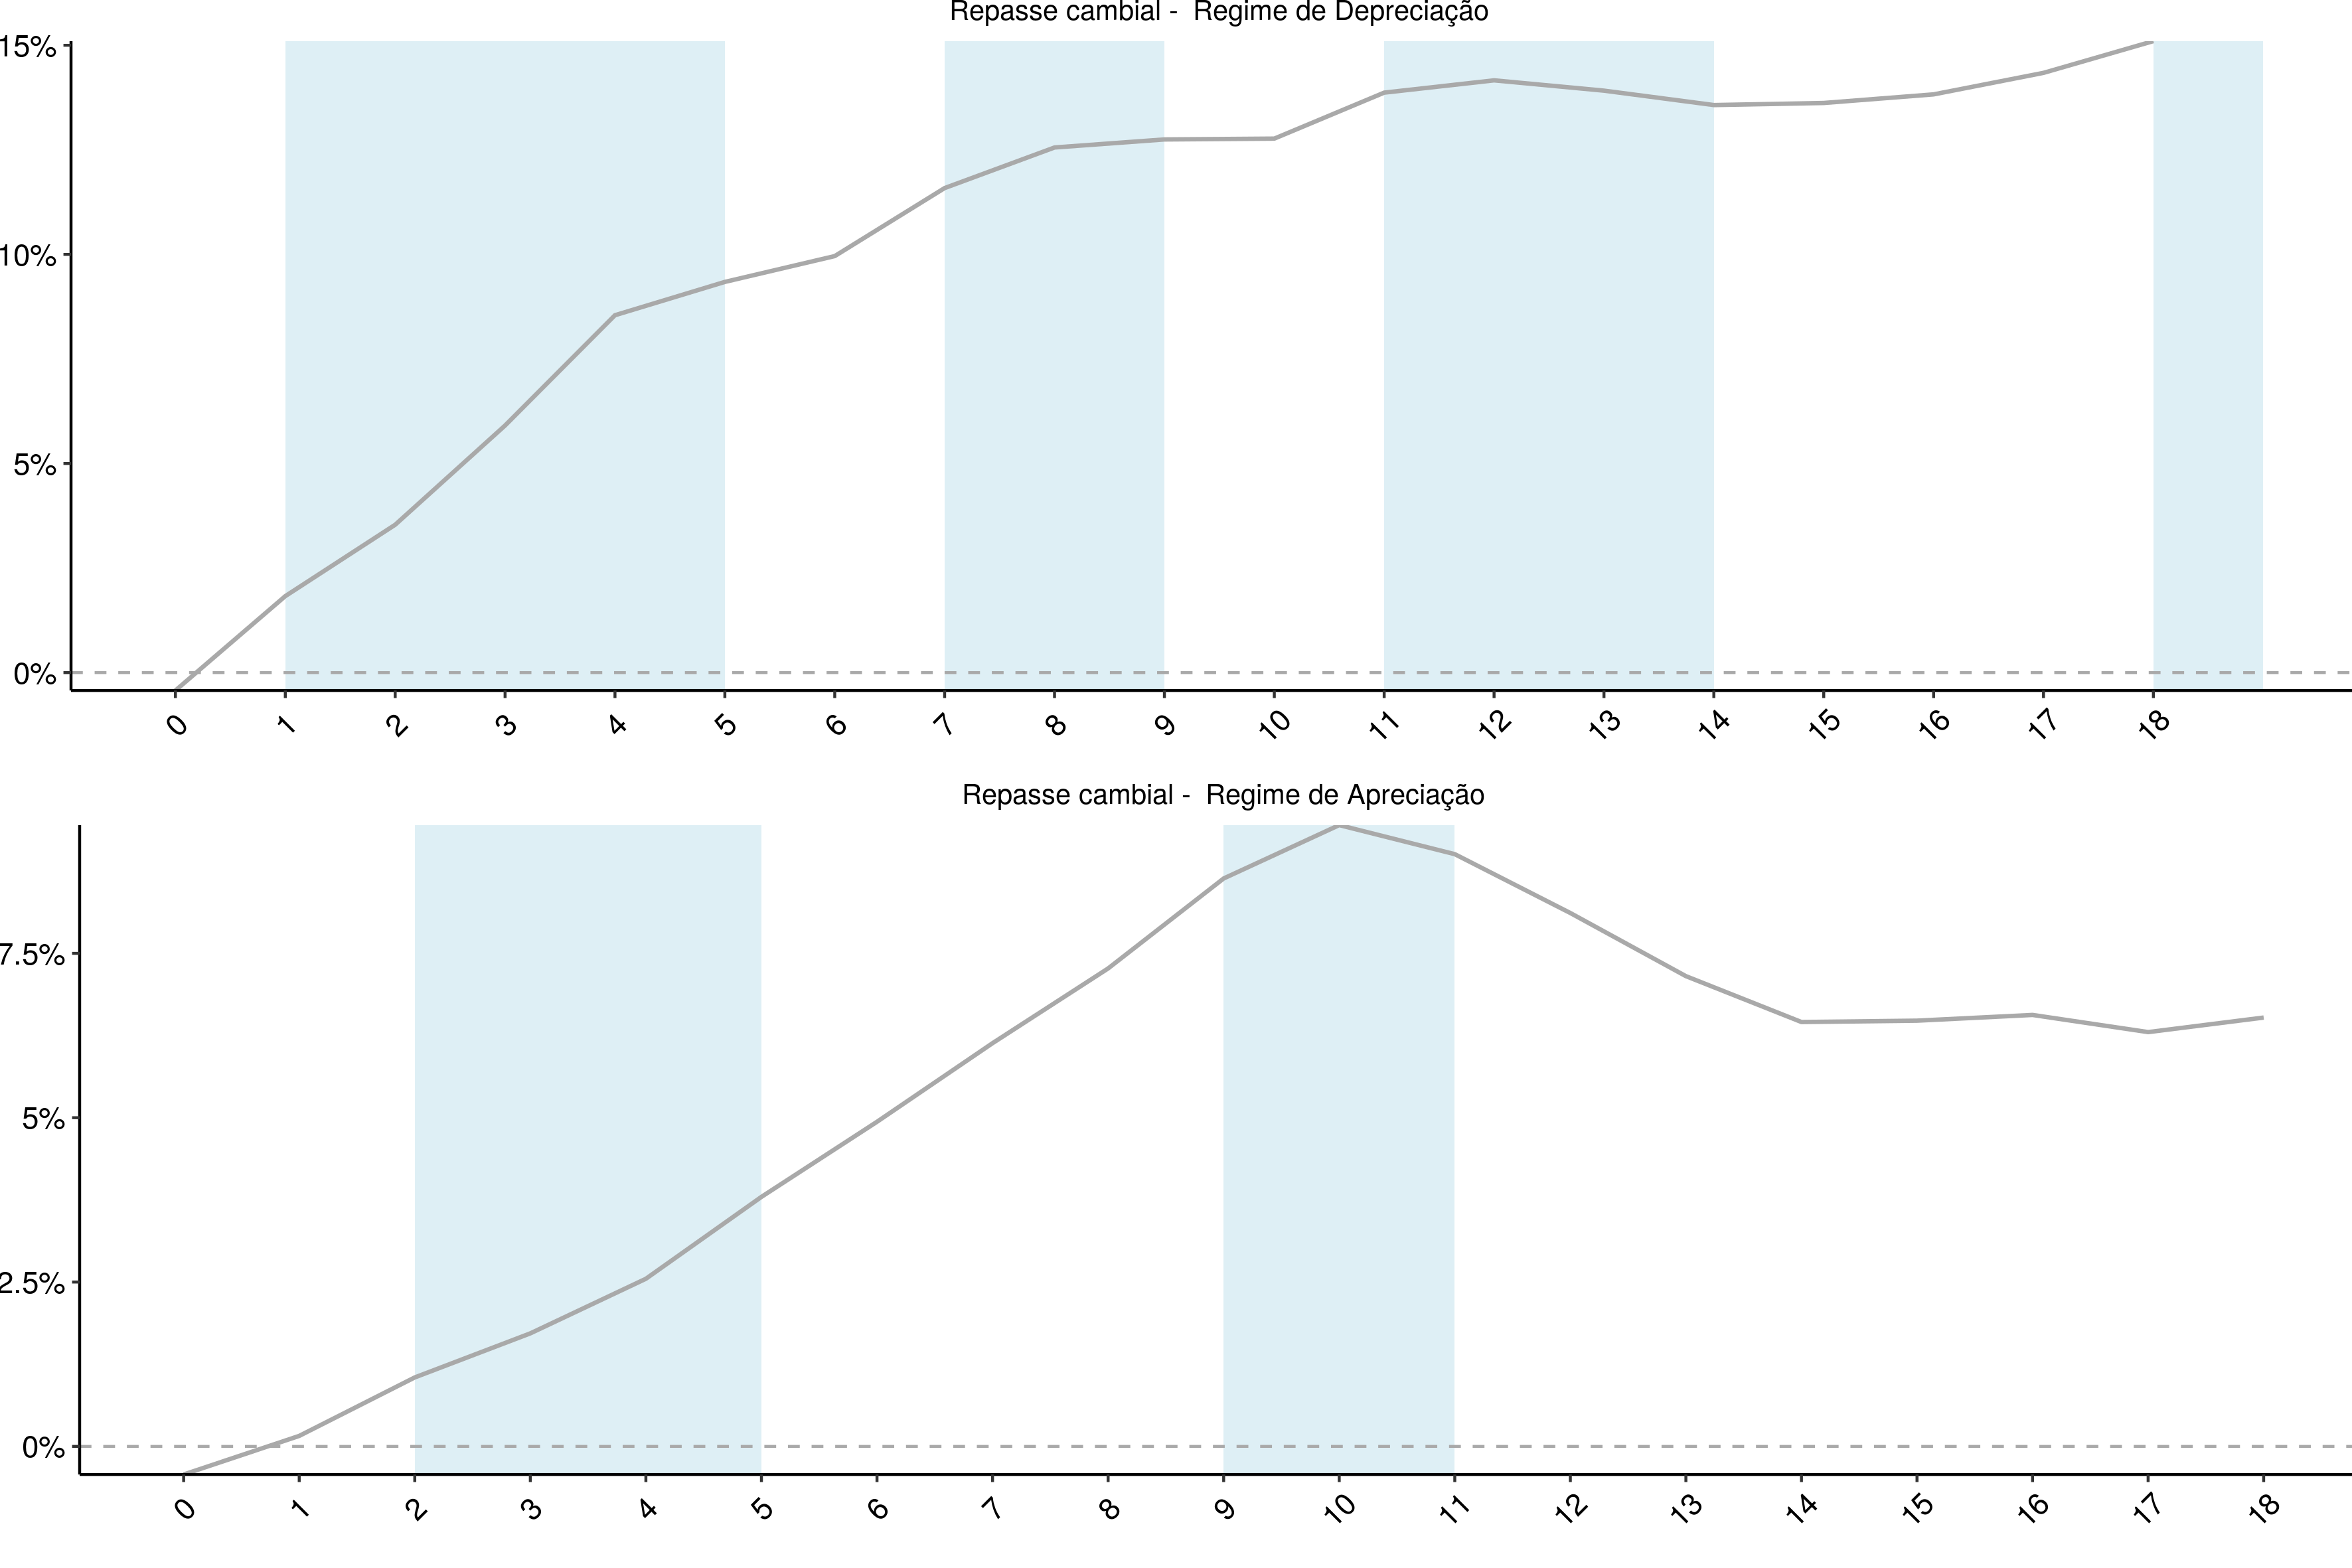 Repasse cambial -  Regime de Depreciação
15%
10%
5%
0%
0 1 2 3 4 5 6 7 8 9 10 11 12 13 14 15 16 17 18
Repasse cambial -  Regime de Apreciação
7.5%
5%
2.5%
0%
0 1 2 3 4 5 6 7 8 9 10 11 12 13 14 15 16 17 18